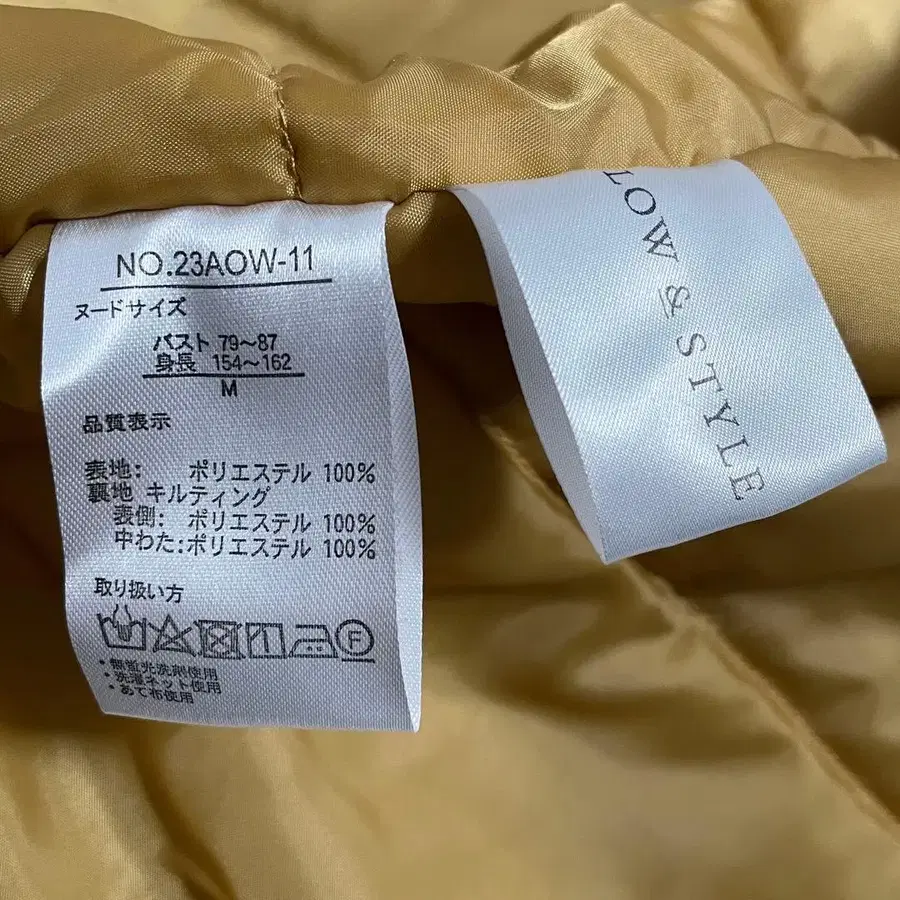 NO.23AOW-11
ヌードサイズ
バスト 79〜87
身長 154〜162
M
品質表示
表地: ポリエステル 100%
裏地 キルティング
表側: ポリエステル 100%
中わた:ポリエステル 100%
取り扱い方
F
・無蛍光洗剤使用
・洗濯ネット使用
・あて布使用
LOW & STYLE